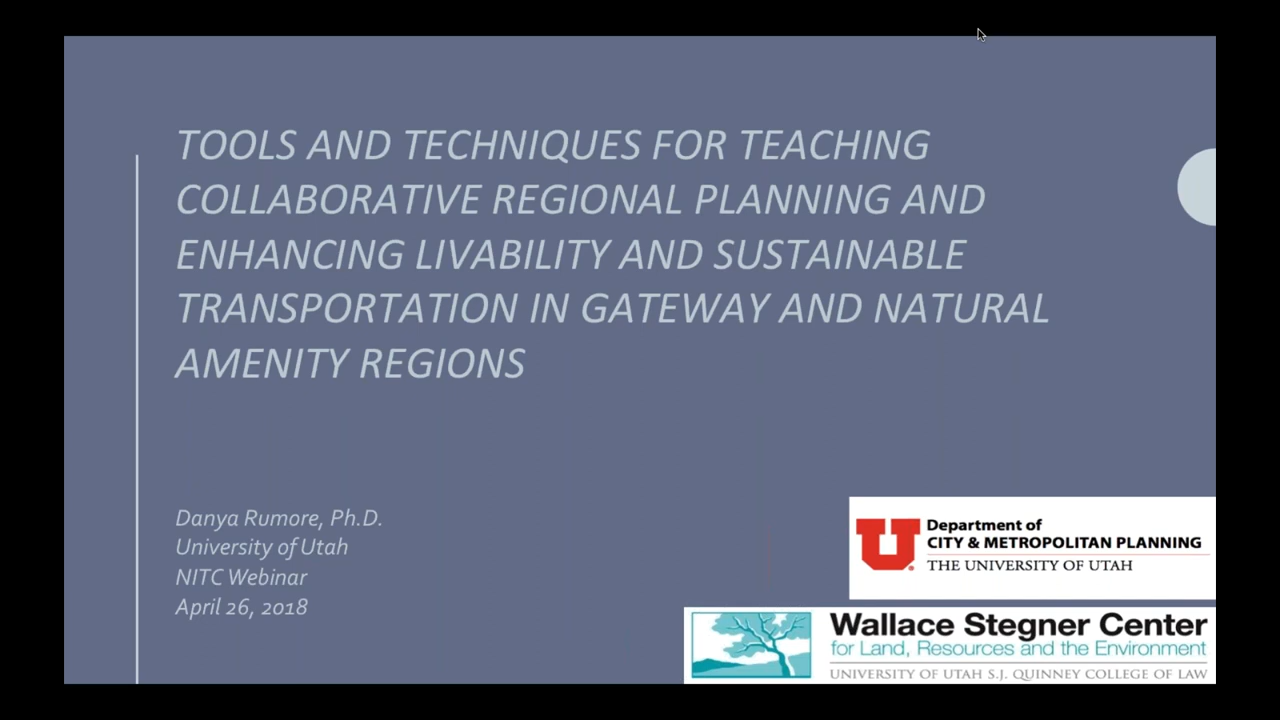 TOOLS AND TECHNIQUES FOR TEACHING
COLLABORATIVE REGIONAL PLANNING AND
ENHANCING LIVABILITY AND SUSTAINABLE
TRANSPORTATION IN GATEWAY AND NATURAL
AMENITY REGIONS
Danya Rumore, Ph.D.
University of Utah
NITC Webinar
April 26, 2018
U
Department of
CITY & METROPOLITAN PLANNING
THE UNIVERSITY OF UTAH
Wallace Stegner Center
for Land, Resources and the Environment
UNIVERSITY OF UTAH S.J. QUINNEY COLLEGE OF LAW